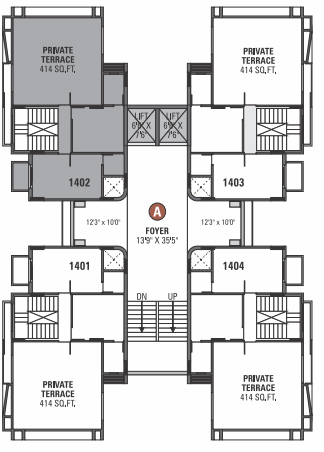 PRIVATE
TERRACE
414 SQ.FT.
PRIVATE
TERRACE
414 SQ.FT.
LIFT
6'9" X
7'6"
LIFT
6'9" X
7'6"
1402
1403
12'3" x 10'0"
A
12'3" x 10'0"
FOYER
13'9" X 35'5"
1401
1404
DN
UP
PRIVATE
TERRACE
414 SQ.FT.
PRIVATE
TERRACE
414 SQ.FT.